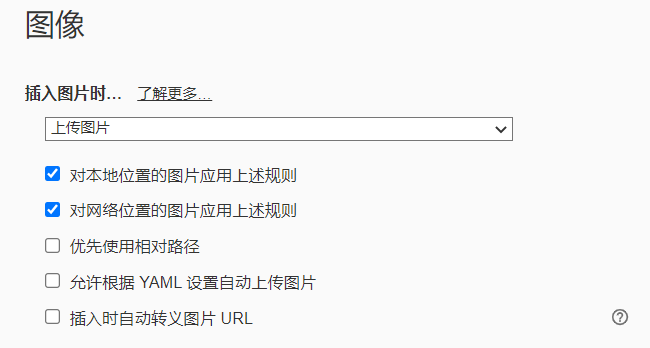 图像
插入图片时... 了解更多...
上传图片
对本地位置的图片应用上述规则
对网络位置的图片应用上述规则
优先使用相对路径
允许根据 YAML 设置自动上传图片
插入时自动转义图片 URL